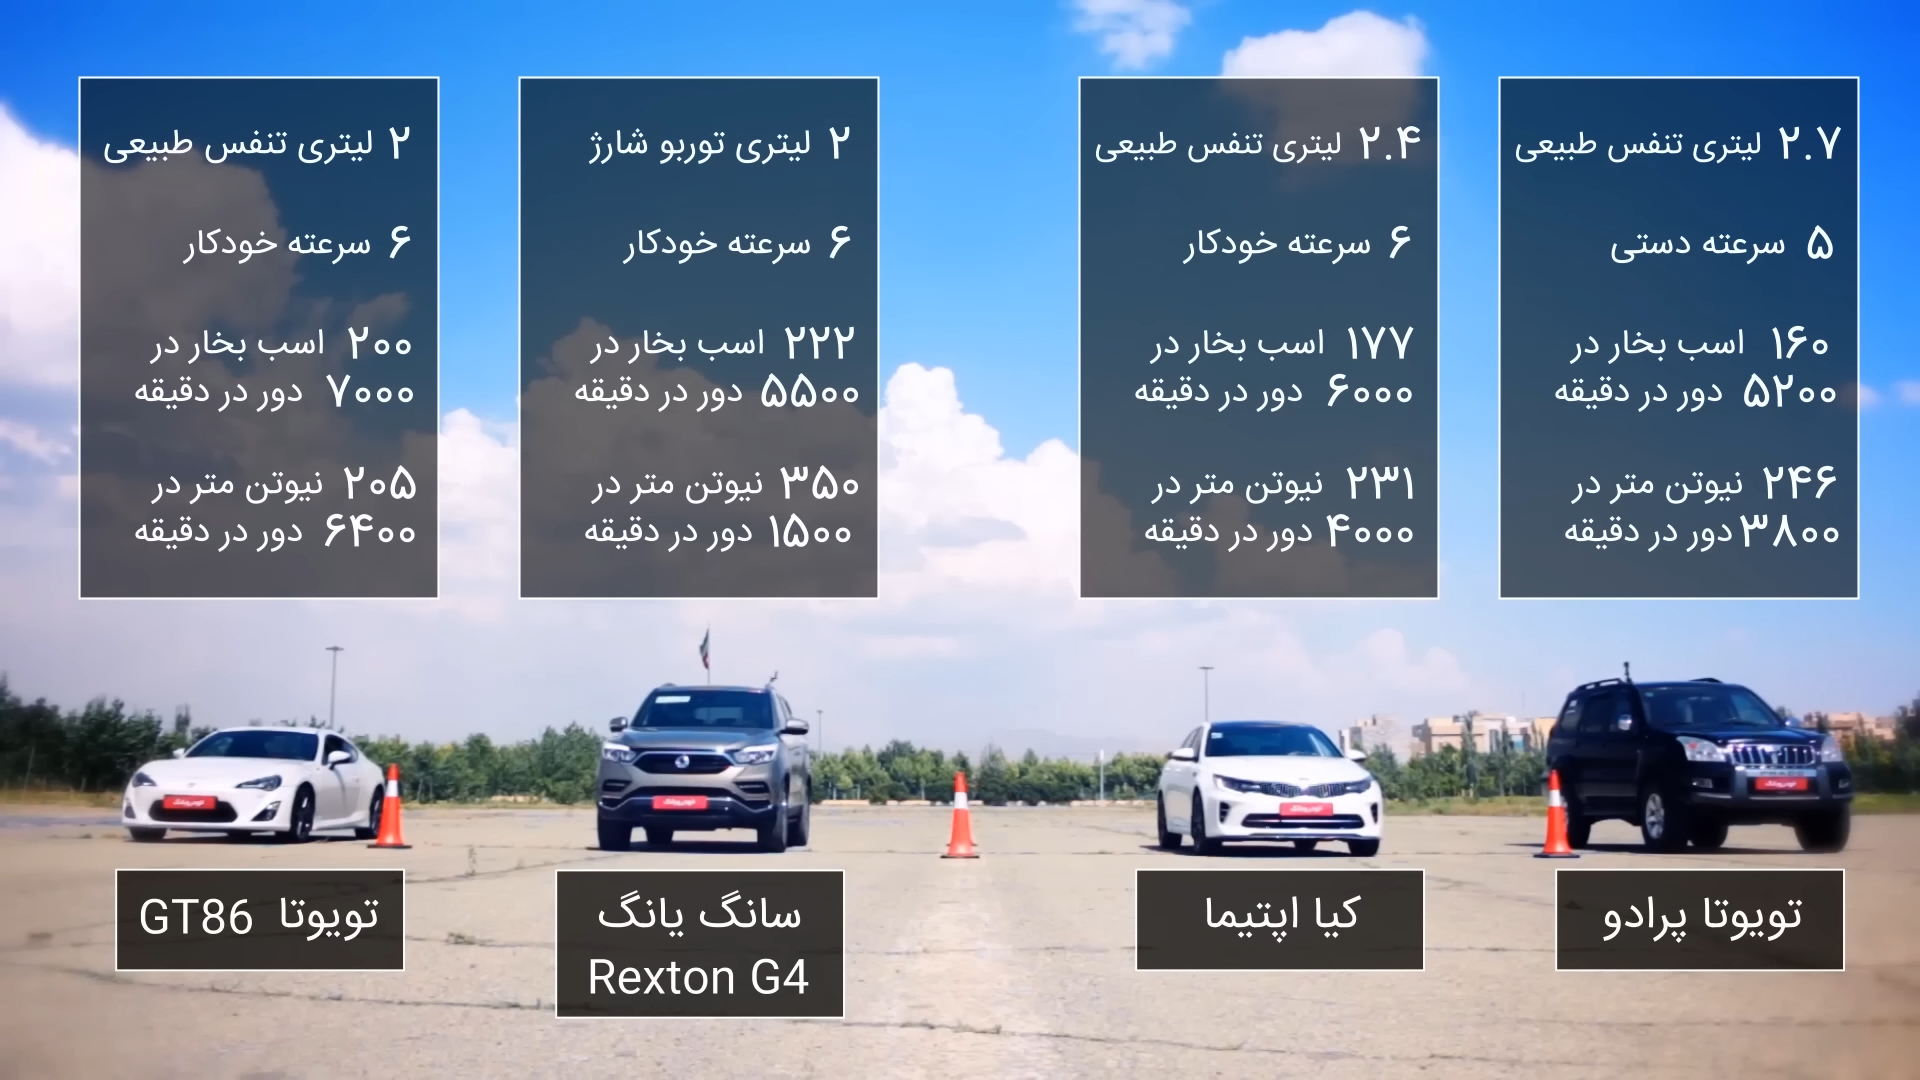 ۲ لیتری تنفس طبیعی
۶ سرعته خودکار
۲۰۰ اسب بخار در
۷۰۰۰ دور در دقیقه
۲۰۵ نیوتن متر در
۶۴۰۰ دور در دقیقه
تویوتا GT86
۲ لیتری توربو شارژ
۶ سرعته خودکار
۲۲۲ اسب بخار در
۵۵۰۰ دور در دقیقه
۳۵۰ نیوتن متر در
۱۵۰۰ دور در دقیقه
سانگ یانگ
Rexton G4
۲.۴ لیتری تنفس طبیعی
۶ سرعته خودکار
۱۷۷ اسب بخار در
۶۰۰۰ دور در دقیقه
۲۳۱ نیوتن متر در
۴۰۰۰ دور در دقیقه
کیا اپتیما
۲.۷ لیتری تنفس طبیعی
۵ سرعته دستی
۱۶۰ اسب بخار در
۵۲۰۰ دور در دقیقه
۲۴۶ نیوتن متر در
۳۸۰۰ دور در دقیقه
تویوتا پرادو
PRADO